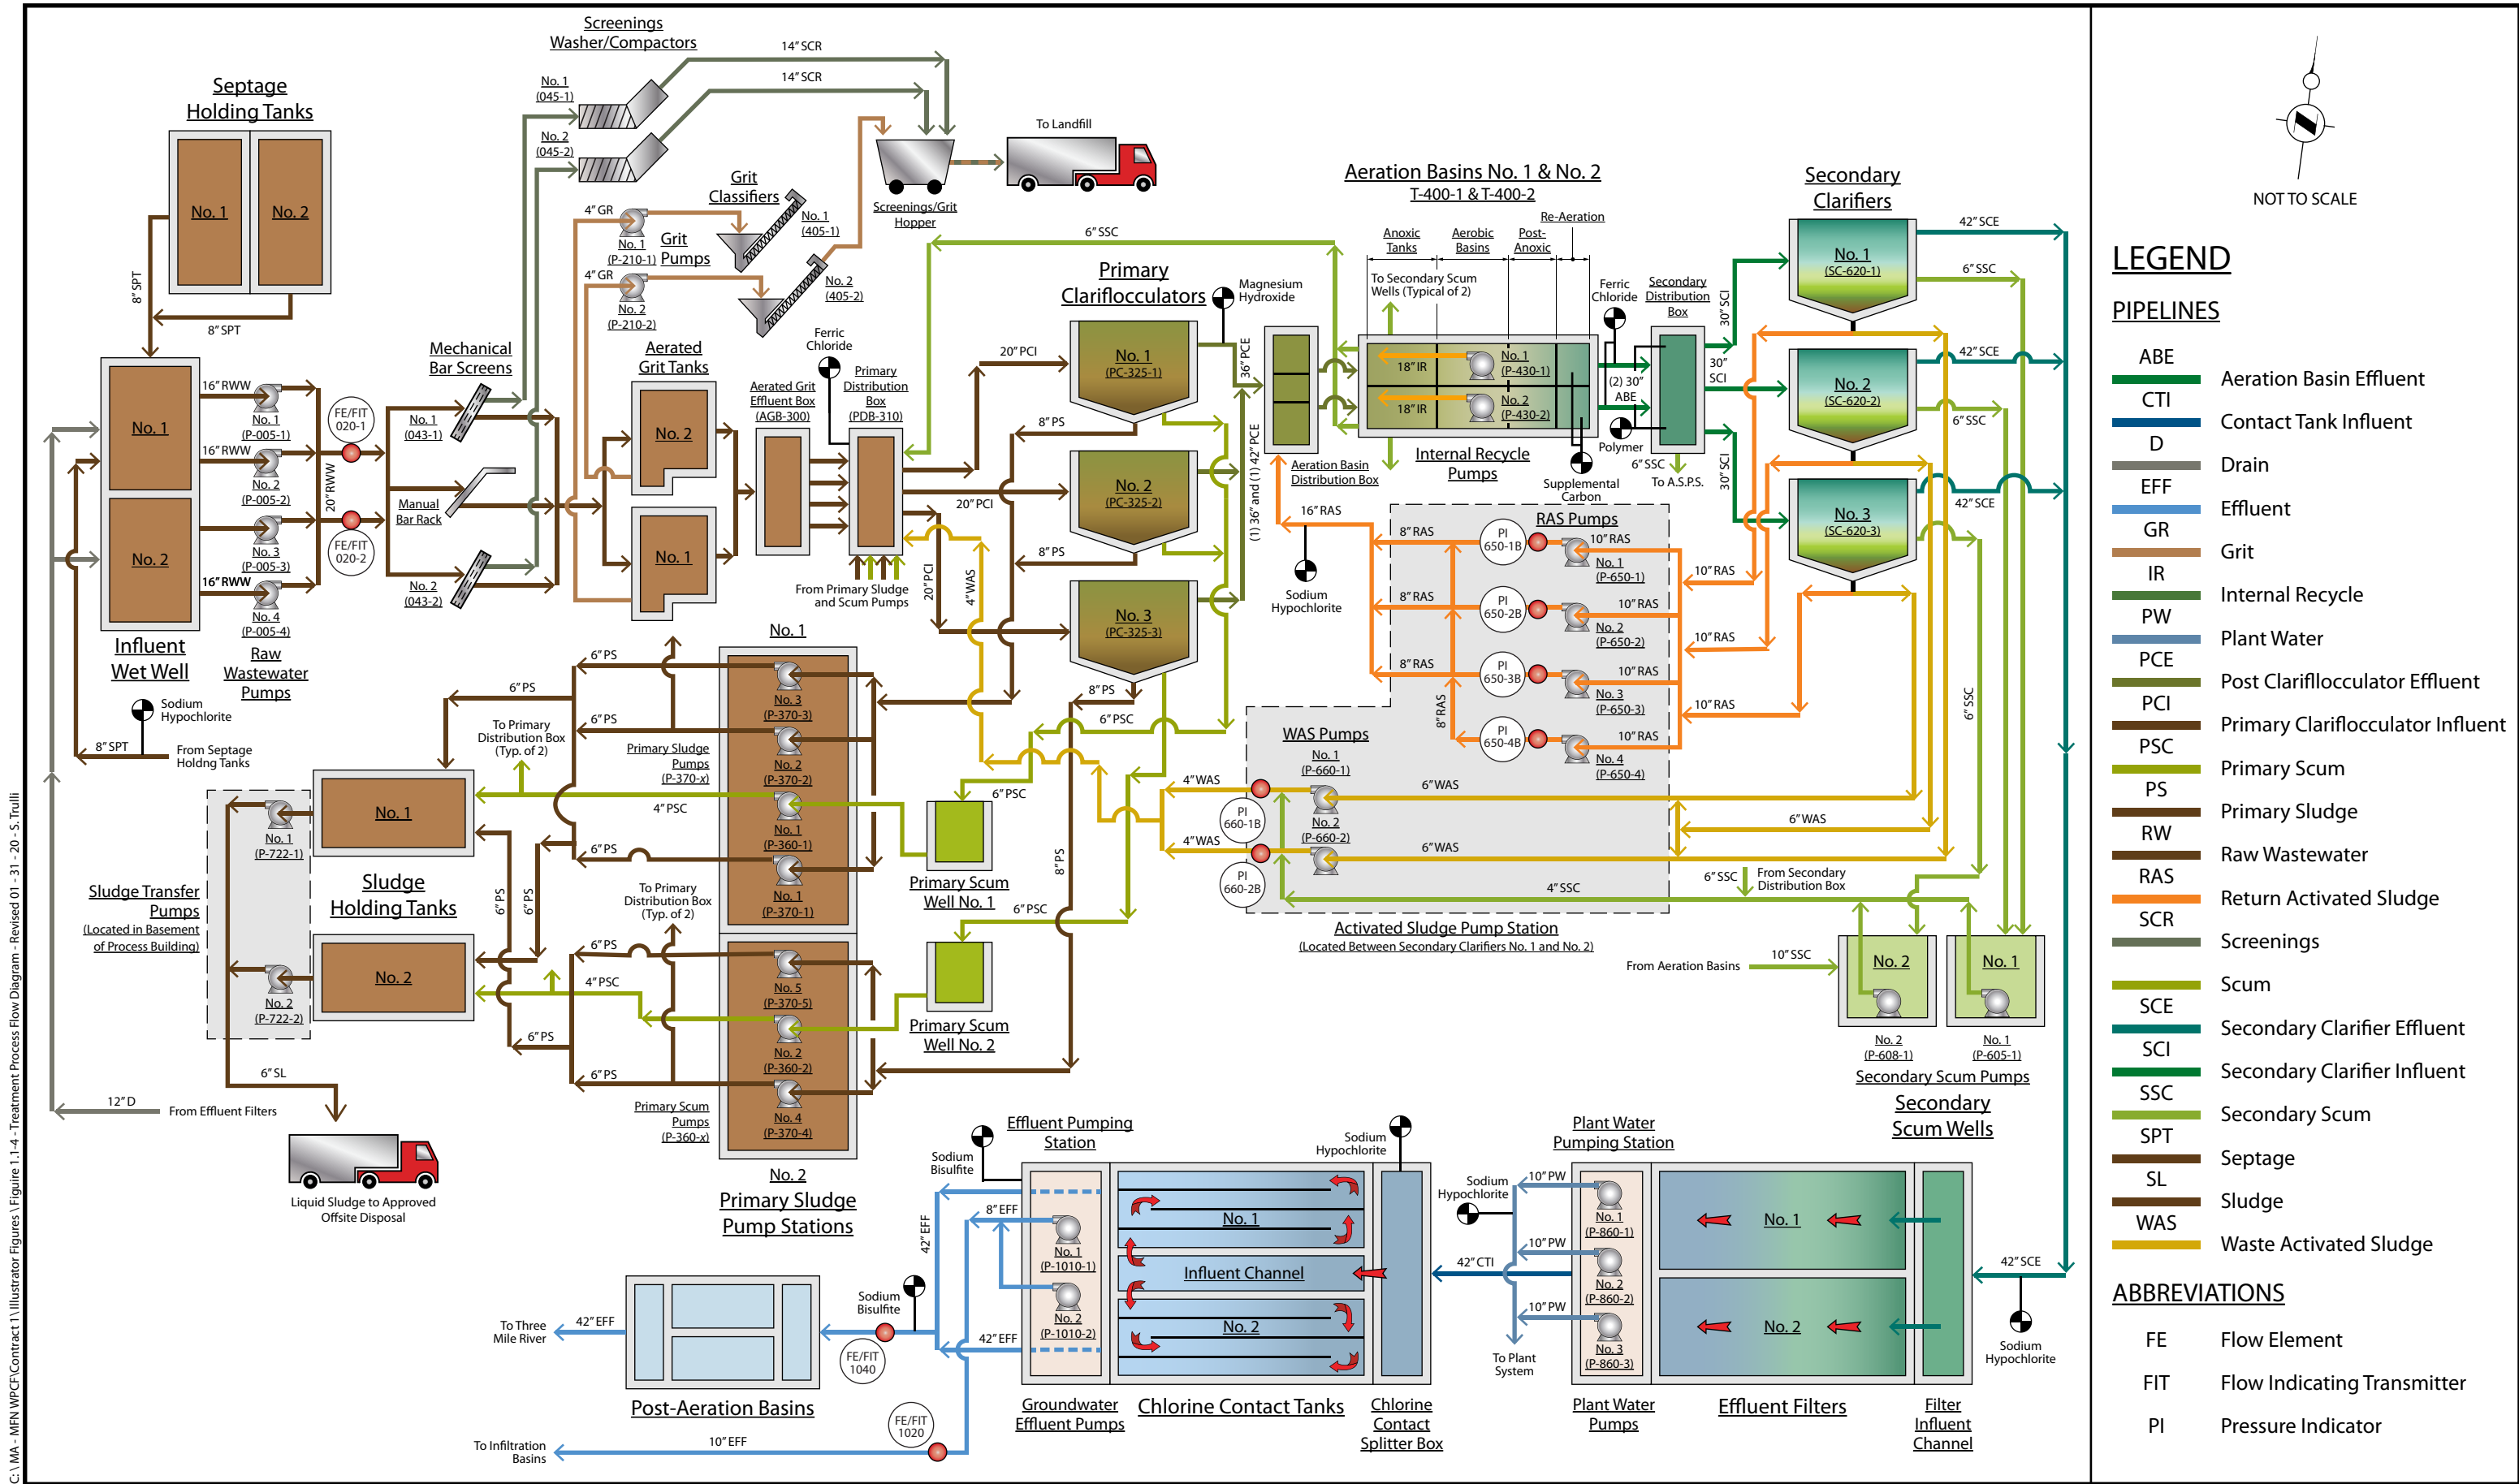 Screenings
Washer/Compactors
14" SCR
14" SCR
No. 1
(045-1)
No. 2
(045-2)
Septage
Holding Tanks
No. 1
No. 2
8" SPT
8" SPT
To Landfill
Screenings/Grit
Hopper
Grit
Classifiers
No. 1
(405-1)
No. 2
(405-2)
4" GR
No. 1
(P-210-1)
Grit
Pumps
4" GR
No. 2
(P-210-2)
Mechanical
Bar Screens
No. 1
(043-1)
Manual
Bar Rack
No. 2
(043-2)
Aerated
Grit Tanks
No. 2
No. 1
Aerated Grit
Effluent Box
(AGB-300)
Ferric
Chloride
Primary
Distribution
Box
(PDB-310)
From Primary Sludge
and Scum Pumps
No. 1
No. 2
Influent
Wet Well
16" RWW
16" RWW
16" RWW
16" RWW
20" RWW
No. 1
(P-005-1)
No. 2
(P-005-2)
No. 3
(P-005-3)
No. 4
(P-005-4)
Raw
Wastewater
Pumps
FE/FIT
020-1
FE/FIT
020-2
Sodium
Hypochlorite
8" SPT
From Septage
Holdng Tanks
6" SSC
Primary
Clariflocculators
Magnesium
Hydroxide
20" PCI
20" PCI
20" PCI
No. 1
(PC-325-1)
No. 2
(PC-325-2)
No. 3
(PC-325-3)
8" PS
8" PS
8" PS
8" PS
6" PSC
4" WAS
36" PCE
(1) 36" and (1) 42" PCE
Aeration Basin
Distribution Box
Aeration Basins No. 1 & No. 2
T-400-1 & T-400-2
Anoxic
Tanks
Aerobic
Basins
Post-
Anoxic
Re-Aeration
To Secondary Scum
Wells (Typical of 2)
18" IR
18" IR
No. 1
(P-430-1)
No. 2
(P-430-2)
Internal Recycle
Pumps
Ferric
Chloride
(2) 30"
ABE
Polymer
Supplemental
Carbon
Secondary
Distribution
Box
6" SSC
To A.S.P.S.
30" SCI
30"
SCI
30" SCI
Secondary
Clarifiers
No. 1
(SC-620-1)
No. 2
(SC-620-2)
No. 3
(SC-620-3)
42" SCE
6" SSC
42" SCE
6" SSC
42" SCE
6" SSC
16" RAS
Sodium
Hypochlorite
RAS Pumps
8" RAS
8" RAS
8" RAS
8" RAS
PI
650-1B
PI
650-2B
PI
650-3B
PI
650-4B
10" RAS
No. 1
(P-650-1)
10" RAS
No. 2
(P-650-2)
10" RAS
No. 3
(P-650-3)
10" RAS
No. 4
(P-650-4)
10" RAS
10" RAS
10" RAS
WAS Pumps
No. 1
(P-660-1)
No. 2
(P-660-2)
4" WAS
4" WAS
PI
660-1B
PI
660-2B
6" WAS
6" WAS
6" WAS
4" SSC
6" SSC
From Secondary
Distribution Box
Activated Sludge Pump Station
(Located Between Secondary Clarifiers No. 1 and No. 2)
From Aeration Basins
10" SSC
No. 2
No. 1
No. 2
(P-608-1)
No. 1
(P-605-1)
Secondary Scum Pumps
Secondary
Scum Wells
No. 1
6" PS
6" PS
6" PS
6" PS
No. 3
(P-370-3)
No. 2
(P-370-2)
No. 1
(P-360-1)
No. 1
(P-370-1)
To Primary
Distribution Box
(Typ. of 2)
Primary Sludge
Pumps
(P-370-x)
4" PSC
6" PSC
Primary Scum
Well No. 1
6" PSC
Primary Scum
Well No. 2
To Primary
Distribution Box
(Typ. of 2)
6" PS
6" PS
6" PS
4" PSC
6" PS
6" PS
No. 5
(P-370-5)
No. 2
(P-360-2)
No. 4
(P-370-4)
Primary Scum
Pumps
(P-360-x)
No. 2
Primary Sludge
Pump Stations
No. 1
Sludge
Holding Tanks
No. 2
No. 1
(P-722-1)
No. 2
(P-722-2)
Sludge Transfer
Pumps
(Located in Basement
of Process Building)
6" SL
12" D
From Effluent Filters
Liquid Sludge to Approved
Offsite Disposal
Effluent Pumping
Station
Sodium
Bisulfite
42" EFF
8" EFF
No. 1
(P-1010-1)
No. 2
(P-1010-2)
42" EFF
Groundwater
Effluent Pumps
Sodium
Bisulfite
FE/FIT
1040
FE/FIT
1020
Post-Aeration Basins
To Three
Mile River
42" EFF
To Infiltration
Basins
10" EFF
No. 1
Influent Channel
No. 2
Chlorine Contact Tanks
Sodium
Hypochlorite
Chlorine
Contact
Splitter Box
42" CTI
Sodium
Hypochlorite
Plant Water
Pumping Station
10" PW
10" PW
10" PW
No. 1
(P-860-1)
No. 2
(P-860-2)
No. 3
(P-860-3)
To Plant
System
Plant Water
Pumps
No. 1
No. 2
Effluent Filters
Filter
Influent
Channel
42" SCE
Sodium
Hypochlorite
NOT TO SCALE
LEGEND
PIPELINES
ABE
Aeration Basin Effluent
CTI
Contact Tank Influent
D
Drain
EFF
Effluent
GR
Grit
IR
Internal Recycle
PW
Plant Water
PCE
Post Clarifllocculator Effluent
PCI
Primary Clariflocculator Influent
PSC
Primary Scum
PS
Primary Sludge
RW
Raw Wastewater
RAS
Return Activated Sludge
SCR
Screenings
Scum
SCE
Secondary Clarifier Effluent
SCI
Secondary Clarifier Influent
SSC
Secondary Scum
SPT
Septage
SL
Sludge
WAS
Waste Activated Sludge
ABBREVIATIONS
FE Flow Element
FIT Flow Indicating Transmitter
PI Pressure Indicator
C: \ MA - MFN WPCF\Contract 1 \ Illustrator Figures \ Figuire 1.1-4 - Treatment Process Flow Diagram - Revised 01 - 31 - 20 - S. Trulli